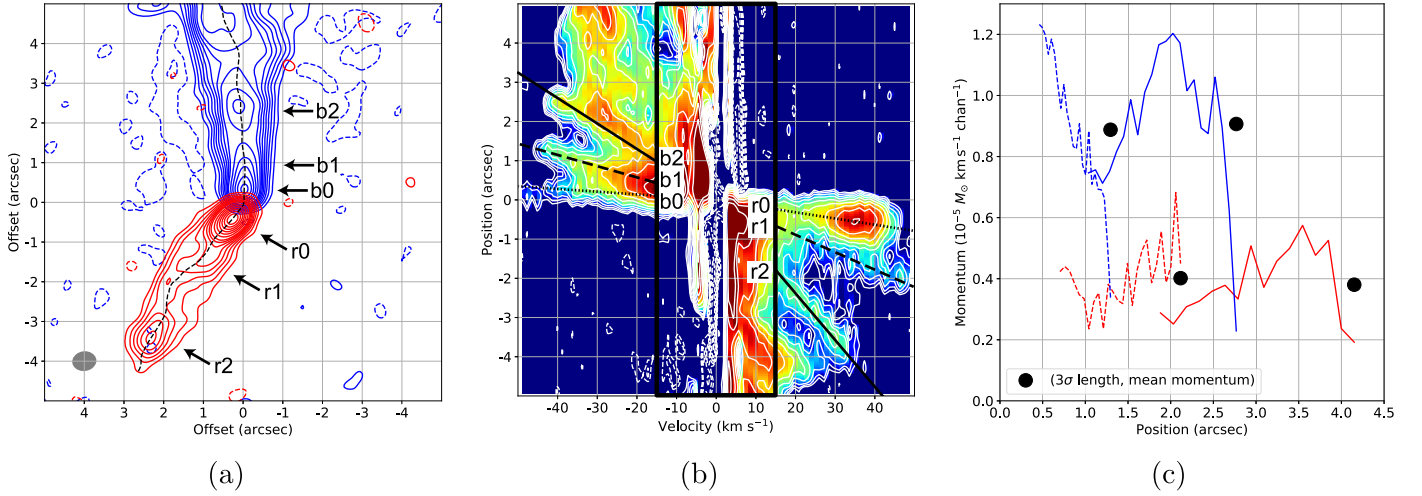 4
3
2
1
0
-1
-2
-3
-4
Offset (arcsec)
b2
b1
b0
r0
r1
r2
4 3 2 1 0 -1 -2 -3 -4
Offset (arcsec)
(a)
4
3
2
1
0
-1
-2
-3
-4
Position (arcsec)
b2
b1
b0
r0
r1
r2
-40 -30 -20 -10 0 10 20 30 40
Velocity (km s⁻¹)
(b)
1.2
1.0
0.8
0.6
0.4
0.2
0.0
Momentum (10⁻⁵ M⊙ km s⁻¹ chan⁻¹)
(3σ length, mean momentum)
0.0 0.5 1.0 1.5 2.0 2.5 3.0 3.5 4.0 4.5
Position (arcsec)
(c)